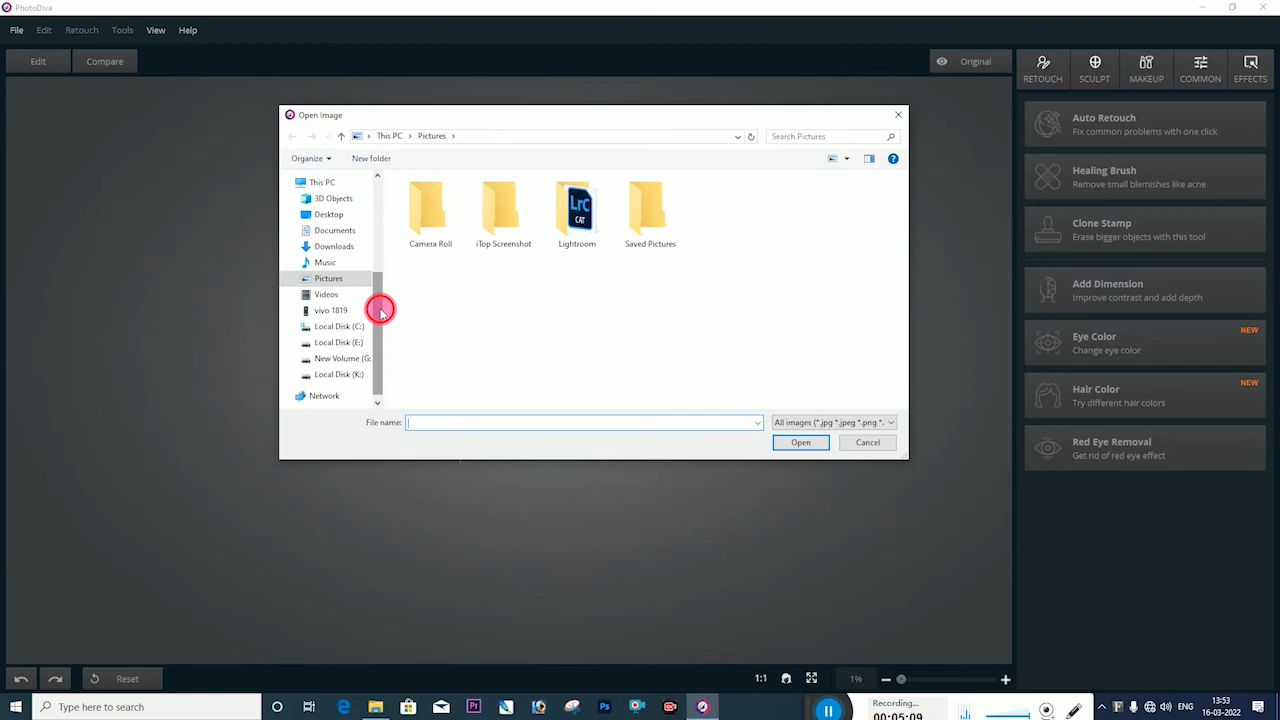 PhotoDiva
File Edit Retouch Tools View Help
Edit Compare Original
RETOUCH SCULPT MAKEUP COMMON EFFECTS
Open Image
This PC > Pictures >
Search Pictures
Organize New folder
This PC
3D Objects
Desktop
Documents
Downloads
Music
Pictures
Videos
vivo 1819
Local Disk (C:)
Local Disk (E:)
New Volume (G:
Local Disk (K:)
Network
Camera Roll iTop Screenshot Lightroom Saved Pictures
LrC
CAT
File name:
All images (*.jpg *.jpeg *.png *.
Open Cancel
Auto Retouch
Fix common problems with one click
Healing Brush
Remove small blemishes like acne
Clone Stamp
Erase bigger objects with this tool
Add Dimension
Improve contrast and add depth
Eye Color NEW
Change eye color
Hair Color NEW
Try different hair colors
Red Eye Removal
Get rid of red eye effect
Reset 1:1 1%
Type here to search
Pr Ps
Recording...
00:05:09
ENG
13:53
16-03-2022